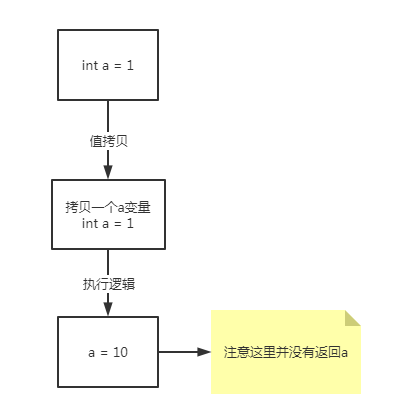 int a = 1
值拷贝
拷贝一个a变量
int a = 1
执行逻辑
a = 10
注意这里并没有返回a